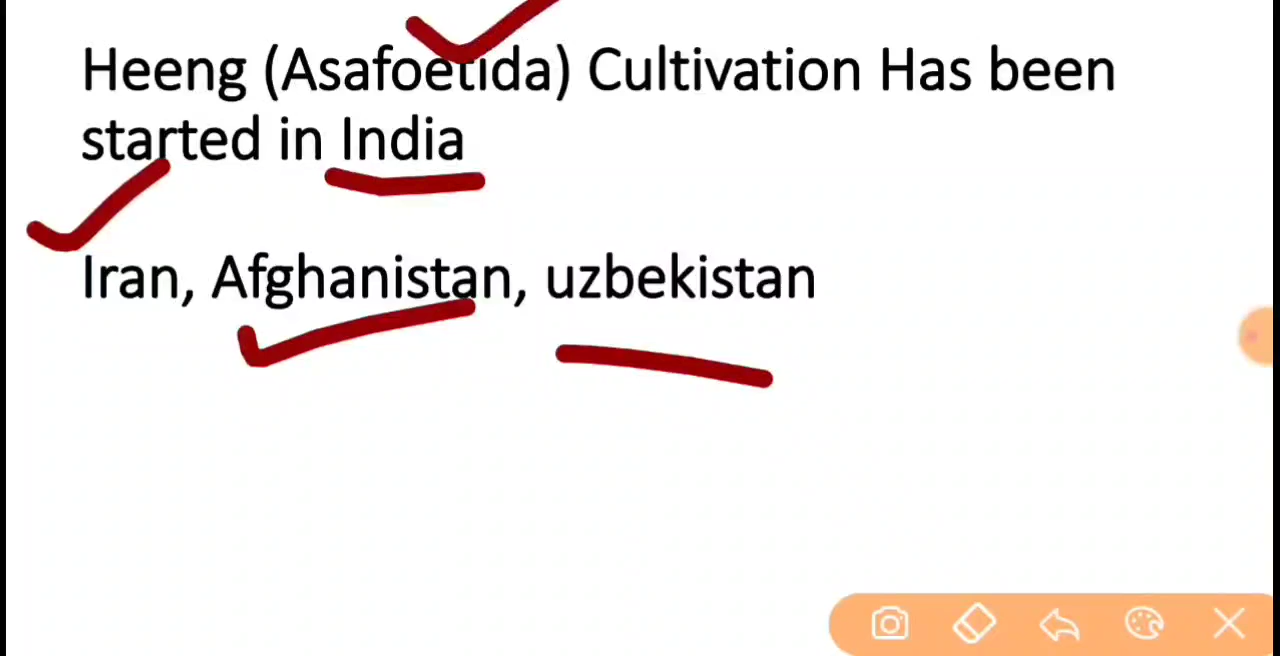 Heeng (Asafoetida) Cultivation Has been
started in India
Iran, Afghanistan, uzbekistan